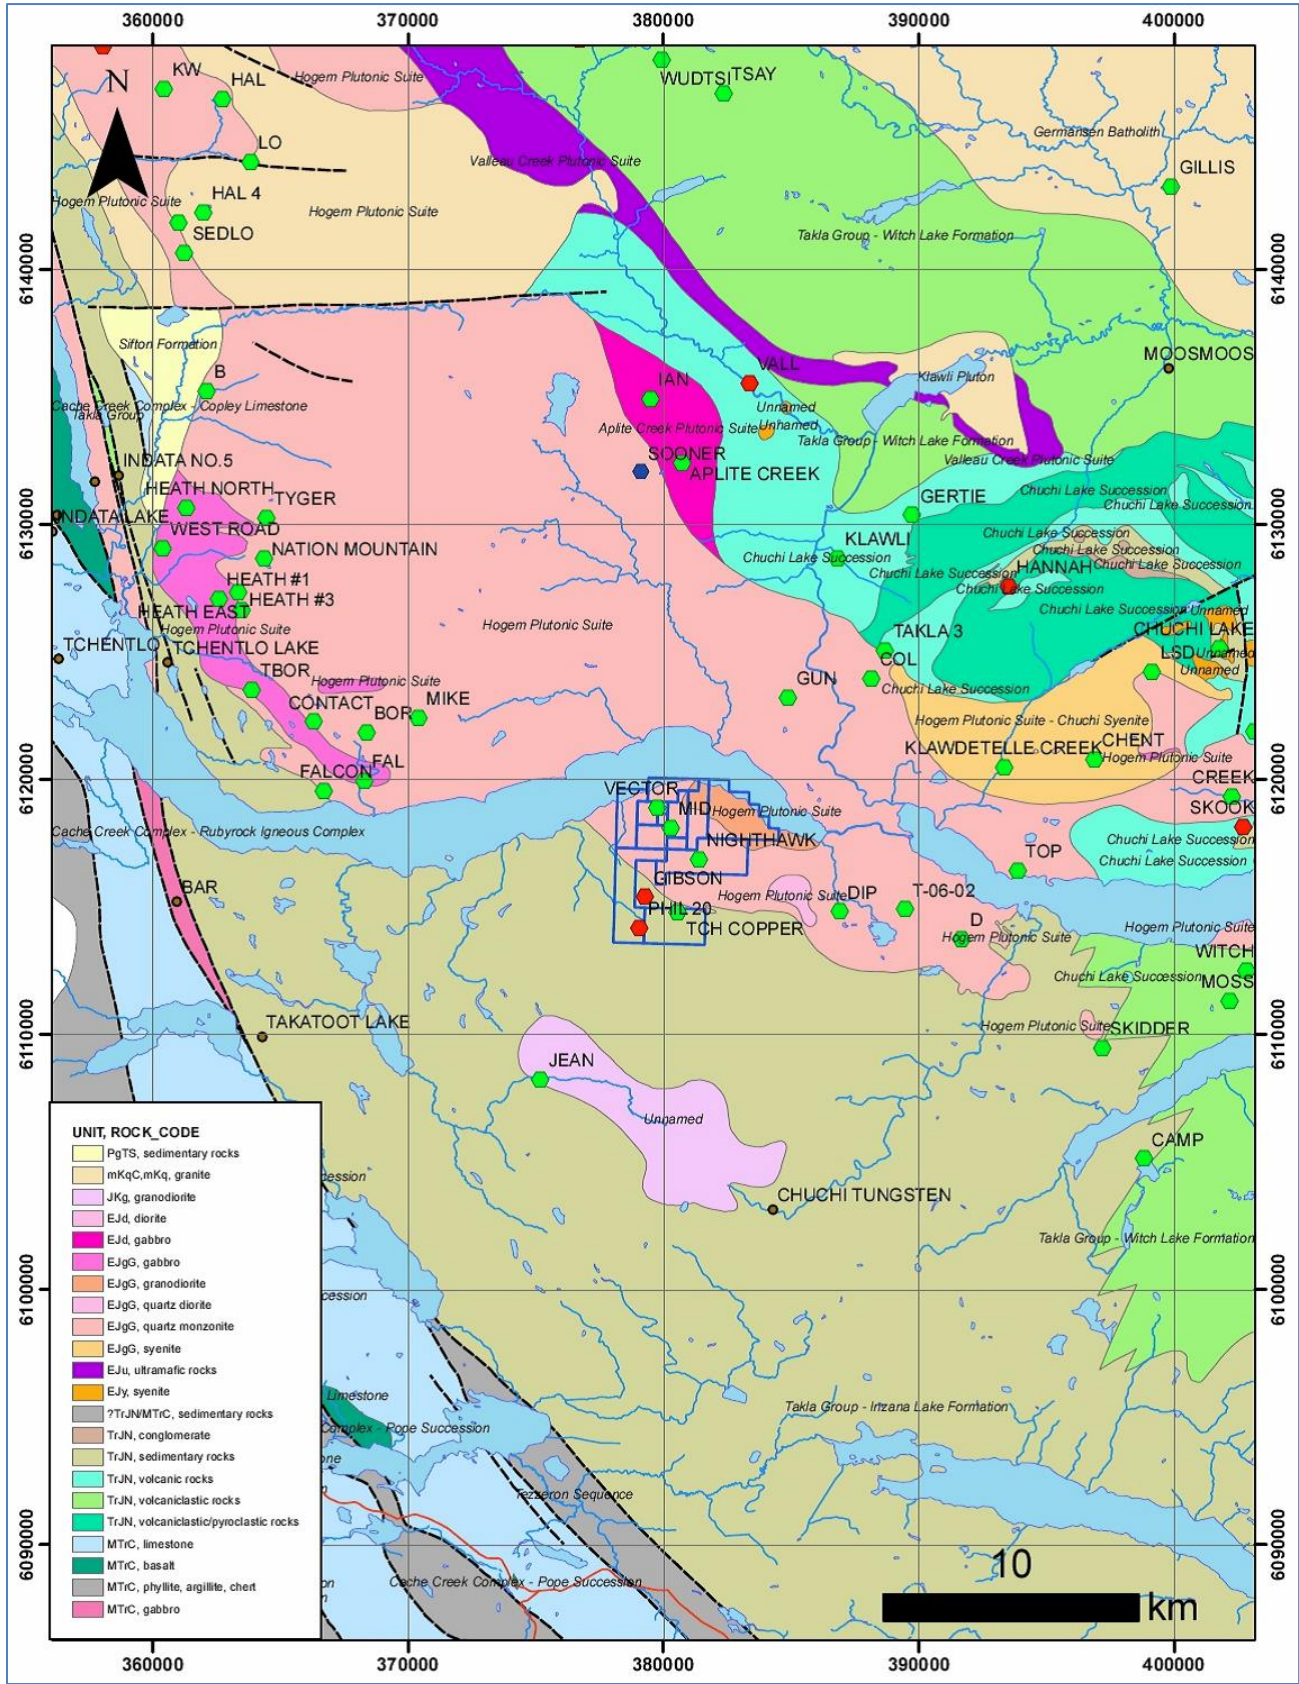 360000 370000 380000 390000 400000
KW
HAL
N
Hogem Plutonic Suite
WUDTSI
TSAY
Germansen Batholith
LO
Valleau Creek Plutonic Suite
GILLIS
HAL 4
Hogem Plutonic Suite
Hogem Plutonic Suite
SEDLO
Takla Group - Witch Lake Formation
6140000
6140000
Sifton Formation
MOOSMOOS
B
VALL
IAN
Klawli Pluton
Cache Creek Complex - Copley Limestone
Takla Group
Unnamed
Aplite Creek Plutonic Suite
Unnamed
Takla Group - Witch Lake Formation
INDATA NO.5
SOONER
Valleau Creek Plutonic Suite
APLITE CREEK
HEATH NORTH
TYGER
GERTIE
Chuchi Lake Succession
Chuchi Lake Succession
INDATA LAKE
WEST ROAD
6130000
6130000
KLAWLI
Chuchi Lake Succession
Chuchi Lake Succession
NATION MOUNTAIN
Chuchi Lake Succession
Chuchi Lake Succession
HANNAH
Chuchi Lake Succession
HEATH #1
Chuchi Lake Succession
HEATH #3
HEATH EAST
Chuchi Lake Succession
Unnamed
Hogem Plutonic Suite
Hogem Plutonic Suite
TAKLA 3
CHUCHI LAKE
TCHENTLO
TCHENTLO LAKE
COL
LSD
Unnamed
TBOR
Hogem Plutonic Suite
GUN
Unnamed
Chuchi Lake Succession
CONTACT
BOR
MIKE
Hogem Plutonic Suite - Chuchi Syenite
KLAWDETELLE CREEK
CHENT
Hogem Plutonic Suite
FALCON
FAL
6120000
6120000
CREEK
VECTOR
MID
Hogem Plutonic Suite
SKOOK
Cache Creek Complex - Rubyrock Igneous Complex
NIGHTHAWK
Chuchi Lake Succession
TOP
Chuchi Lake Succession
BAR
GIBSON
Hogem Plutonic Suite
DIP
T-06-02
PHIL 20
TCH COPPER
D
Hogem Plutonic Suite
Hogem Plutonic Suite
WITCH
Chuchi Lake Succession
MOSS
TAKATOOT LAKE
Hogem Plutonic Suite
SKIDDER
6110000
6110000
JEAN
Unnamed
CAMP
CHUCHI TUNGSTEN
Takla Group - Witch Lake Formation
6100000
6100000
UNIT, ROCK_CODE
PgTS, sedimentary rocks
mKqC,mKq, granite
JKg, granodiorite
EJd, diorite
EJd, gabbro
EJgG, gabbro
EJgG, granodiorite
EJgG, quartz diorite
EJgG, quartz monzonite
EJgG, syenite
EJu, ultramafic rocks
EJy, syenite
?TrJN/MTrC, sedimentary rocks
TrJN, conglomerate
TrJN, sedimentary rocks
TrJN, volcanic rocks
TrJN, volcaniclastic rocks
TrJN, volcaniclastic/pyroclastic rocks
MTrC, limestone
MTrC, basalt
MTrC, phyllite, argillite, chert
MTrC, gabbro
cession
cession
Limestone
Complex - Pope Succession
Takla Group - Inzana Lake Formation
Tezzeron Sequence
Cache Creek Complex - Pope Succession
6090000
6090000
10
km
360000 370000 380000 390000 400000